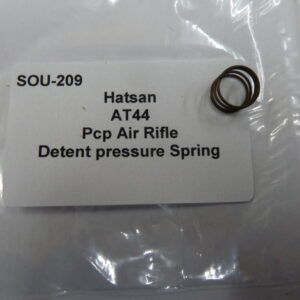 SOU-209
Hatsan
AT44
Pcp Air Rifle
Detent pressure Spring